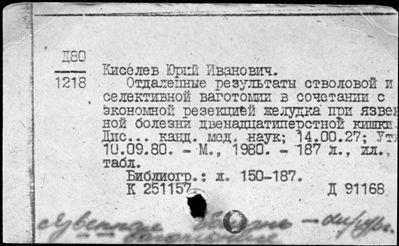 Д80
1218
Киселев Юрий Иванович.
Отдаленные результаты стволовой и
селективной ваготомии в сочетании с
экономной резекцией желудка при язвен
ной болезни двенадцатиперстной кишки.
Дис... канд. мед. наук; 14.00.27; Утв
10.09.80. - М., 1980. - 187 л., ил.,
табл.
Библиогр.: л. 150-187.
К 251157 Д 91168
Язвенная